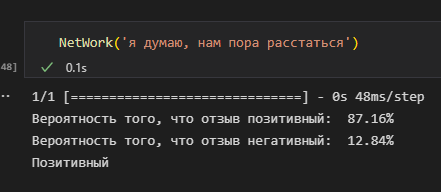 NetWork('я думаю, нам пора расстаться')
48]
0.1s
1/1 [==============================] - 0s 48ms/step
Вероятность того, что отзыв позитивный:  87.16%
Вероятность того, что отзыв негативный:  12.84%
Позитивный